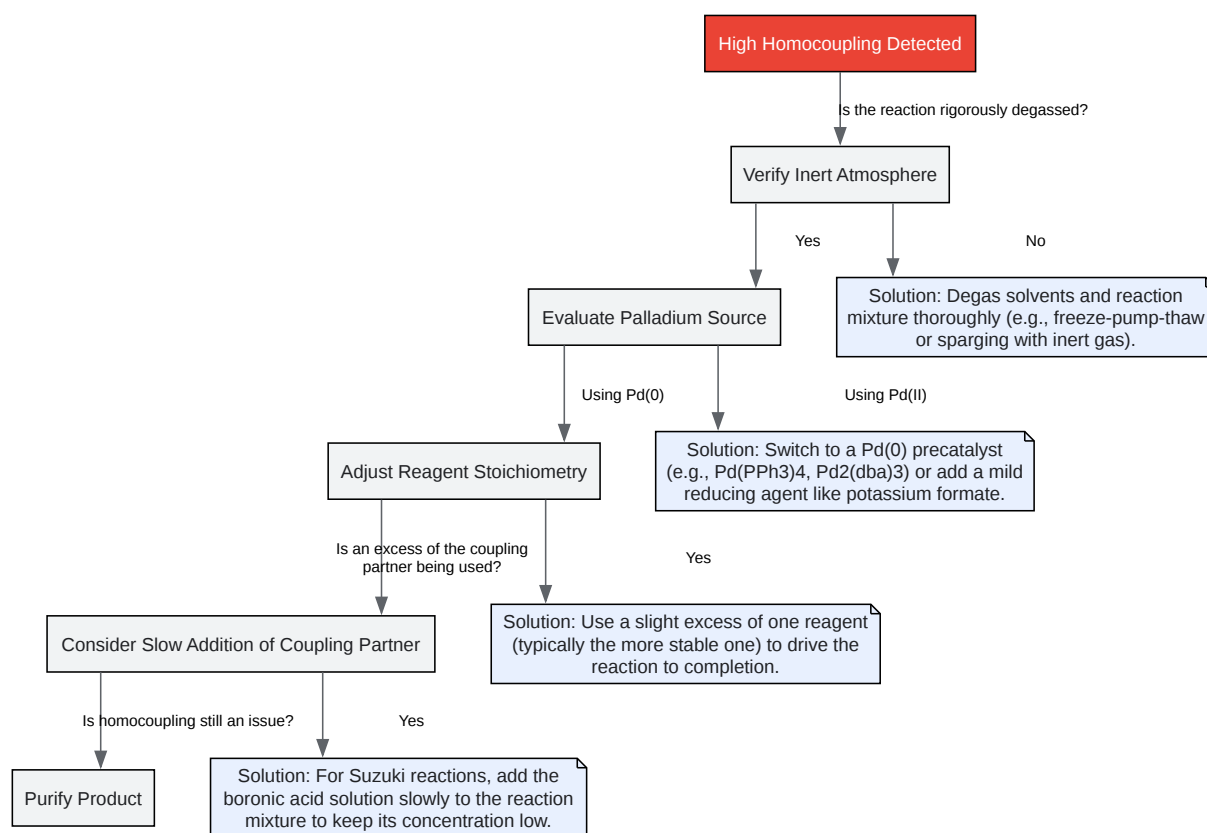 High Homocoupling Detected
Is the reaction rigorously degassed?
Verify Inert Atmosphere
Yes
No
Solution: Degas solvents and reaction
mixture thoroughly (e.g., freeze-pump-thaw
or sparging with inert gas).
Evaluate Palladium Source
Using Pd(0)
Using Pd(II)
Solution: Switch to a Pd(0) precatalyst
(e.g., Pd(PPh3)4, Pd2(dba)3) or add a mild
reducing agent like potassium formate.
Adjust Reagent Stoichiometry
Is an excess of the coupling
partner being used?
Yes
Solution: Use a slight excess of one reagent
(typically the more stable one) to drive the
reaction to completion.
Consider Slow Addition of Coupling Partner
Is homocoupling still an issue?
Yes
Solution: For Suzuki reactions, add the
boronic acid solution slowly to the reaction
mixture to keep its concentration low.
Purify Product